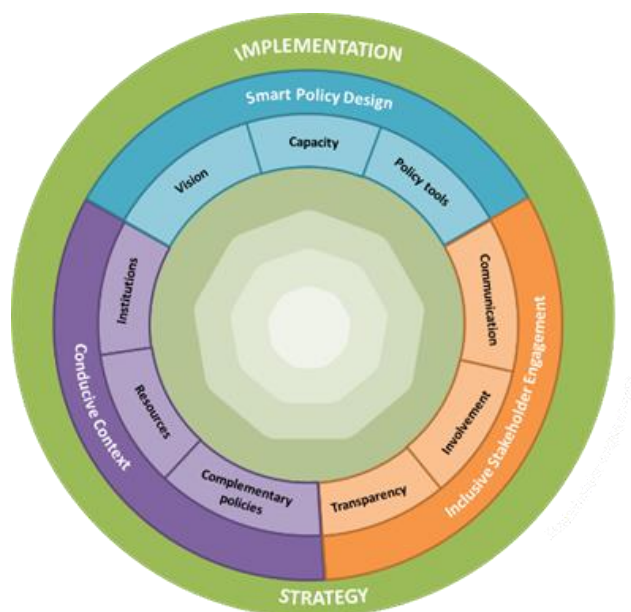 IMPLEMENTATION
Smart Policy Design
Vision
Capacity
Policy tools
Communication
Involvement
Transparency
Inclusive Stakeholder Engagement
Institutions
Resources
Complementary
policies
Conducive Context
STRATEGY